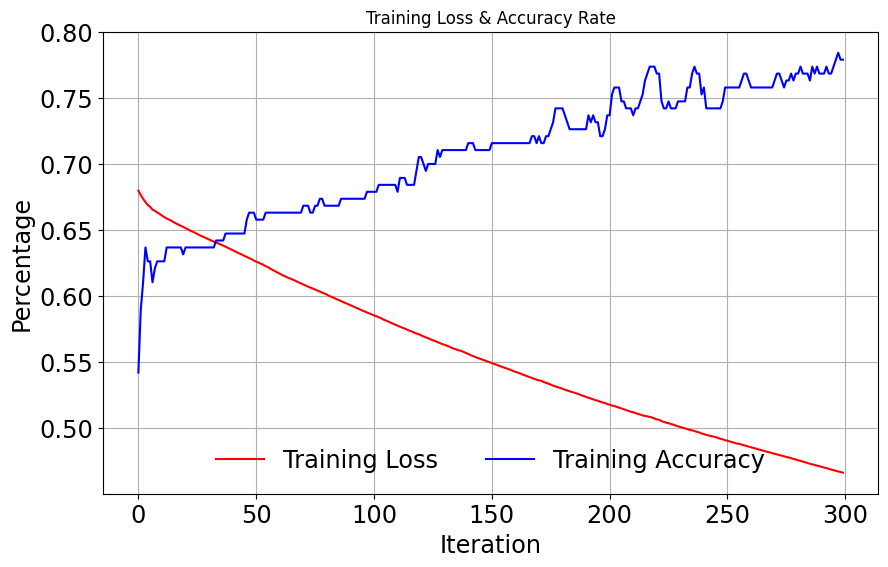 Training Loss & Accuracy Rate
0.80
0.75
0.70
0.65
0.60
0.55
0.50
Percentage
Training Loss Training Accuracy
0 50 100 150 200 250 300
Iteration